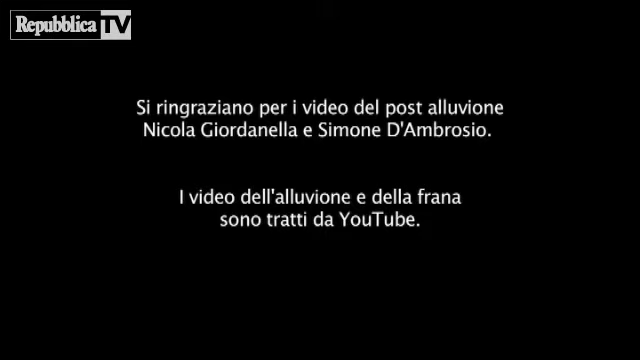 Repubblica TV
Si ringraziano per i video del post alluvione
Nicola Giordanella e Simone D'Ambrosio.
I video dell'alluvione e della frana
sono tratti da YouTube.